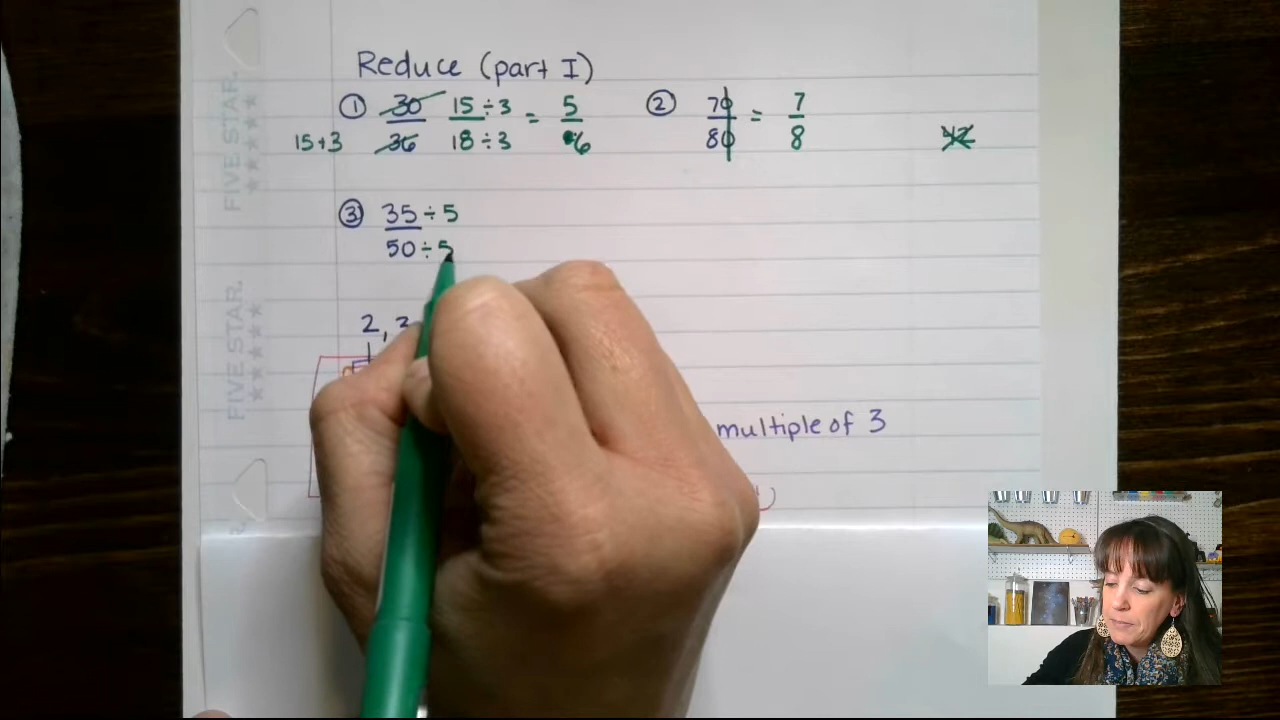 Reduce (part I)
① 30 15 ÷ 3 = 5 ② 70 = 7
15+3 36 18 ÷ 3 6 80 8 42
③ 35 ÷ 5
50 ÷ 5
2, 3
multiple of 3
FIVE STAR
FIVE STAR